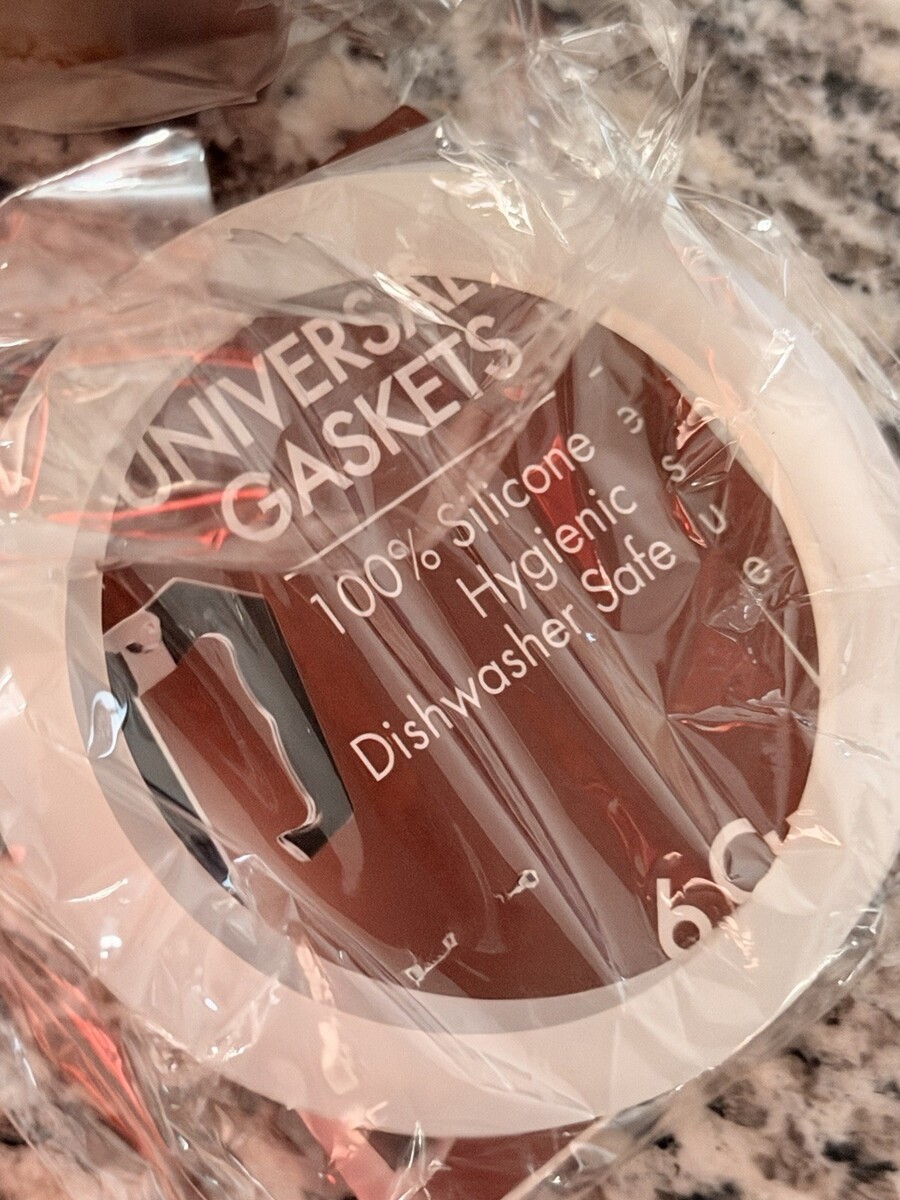 UNIVERSAL
GASKETS
100% Silicone
Hygienic
Dishwasher Safe